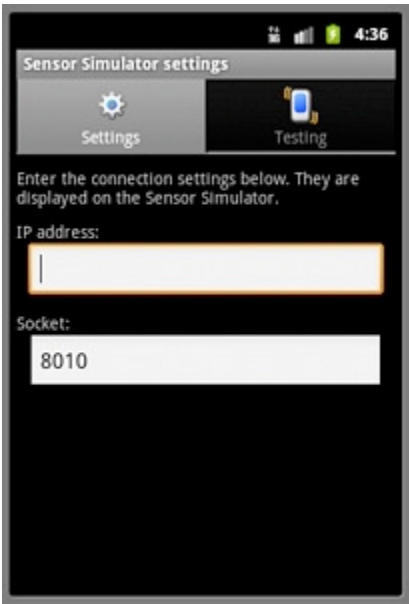 4:36
Sensor Simulator settings
Settings
Testing
Enter the connection settings below. They are
displayed on the Sensor Simulator.
IP address:
Socket:
8010